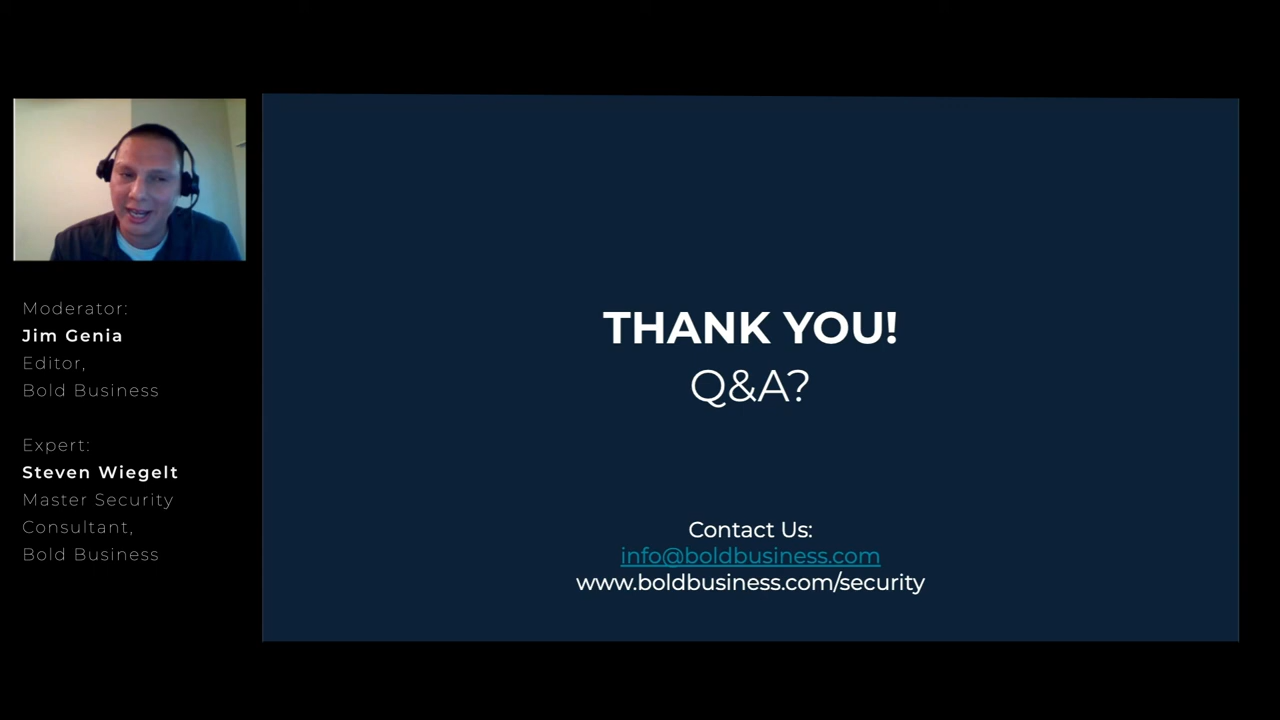 Moderator:
Jim Genia
Editor,
Bold Business
Expert:
Steven Wiegelt
Master Security
Consultant,
Bold Business
THANK YOU!
Q&A?
Contact Us:
info@boldbusiness.com
www.boldbusiness.com/security